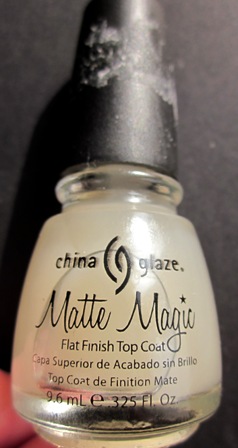 china glaze.
Matte Magic
Flat Finish Top Coat
Capa Superior de Acabado sin Brillo
Top Coat de Finition Mate
9.6 mL e .325 Fl. Oz.